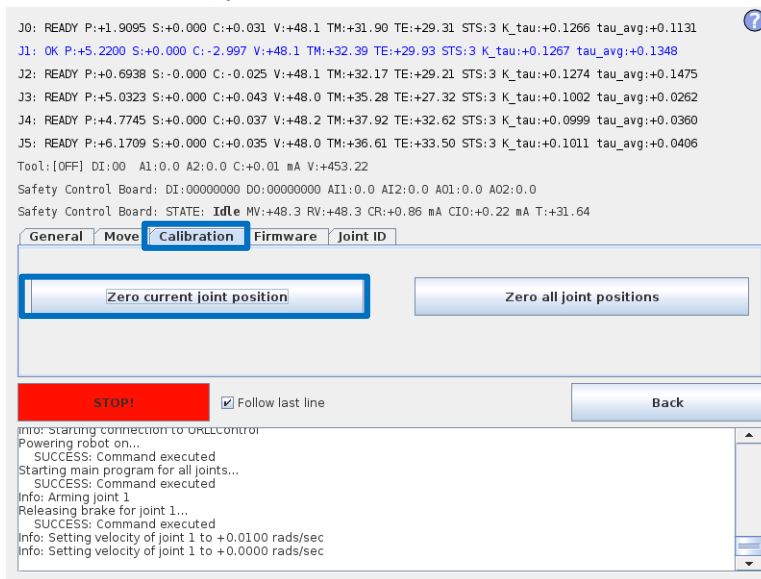 J0: READY P:+1.9095 S:+0.000 C:+0.031 V:+48.1 TM:+31.90 TE:+29.31 STS:3 K_tau:+0.1266 tau_avg:+0.1131
?
J1: OK P:+5.2200 S:+0.000 C:-2.997 V:+48.1 TM:+32.39 TE:+29.93 STS:3 K_tau:+0.1267 tau_avg:+0.1348
J2: READY P:+0.6938 S:-0.000 C:-0.025 V:+48.1 TM:+32.17 TE:+29.21 STS:3 K_tau:+0.1274 tau_avg:+0.1475
J3: READY P:+5.0323 S:+0.000 C:+0.043 V:+48.0 TM:+35.28 TE:+27.32 STS:3 K_tau:+0.1002 tau_avg:+0.0262
J4: READY P:+4.7745 S:+0.000 C:+0.037 V:+48.2 TM:+37.92 TE:+32.62 STS:3 K_tau:+0.0999 tau_avg:+0.0360
J5: READY P:+6.1709 S:+0.000 C:+0.035 V:+48.0 TM:+36.61 TE:+33.50 STS:3 K_tau:+0.1011 tau_avg:+0.0406
Tool:[OFF] DI:00 A1:0.0 A2:0.0 C:+0.01 mA V:+453.22
Safety Control Board: DI:00000000 DO:00000000 AI1:0.0 AI2:0.0 AO1:0.0 AO2:0.0
Safety Control Board: STATE: Idle MV:+48.3 RV:+48.3 CR:+0.86 mA CIO:+0.22 mA T:+31.64
General Move Calibration Firmware Joint ID
Zero current joint position Zero all joint positions
STOP! Follow last line Back
Info: Starting connection to URLLControl
Powering robot on...
SUCCESS: Command executed
Starting main program for all joints...
SUCCESS: Command executed
Info: Arming joint 1
Releasing brake for joint 1...
SUCCESS: Command executed
Info: Setting velocity of joint 1 to +0.0100 rads/sec
Info: Setting velocity of joint 1 to +0.0000 rads/sec